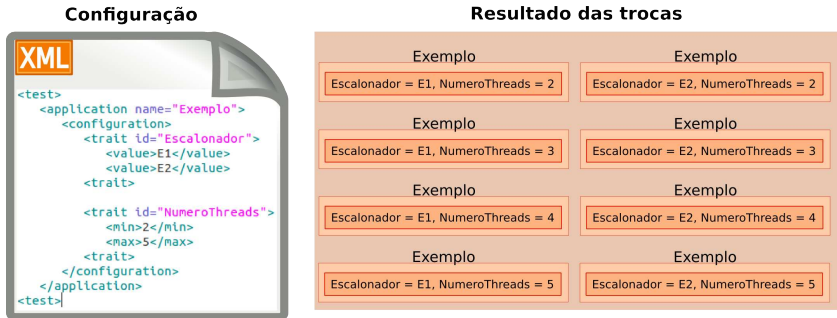 Configuração
XML
<test>
<application name="Exemplo">
<configuration>
<trait id="Escalonador">
<value>E1</value>
<value>E2</value>
<trait>
<trait id="NumeroThreads">
<min>2</min>
<max>5</max>
<trait>
</configuration>
</application>
<test>
Resultado das trocas
Exemplo
Escalonador = E1, NumeroThreads = 2
Exemplo
Escalonador = E2, NumeroThreads = 2
Exemplo
Escalonador = E1, NumeroThreads = 3
Exemplo
Escalonador = E2, NumeroThreads = 3
Exemplo
Escalonador = E1, NumeroThreads = 4
Exemplo
Escalonador = E2, NumeroThreads = 4
Exemplo
Escalonador = E1, NumeroThreads = 5
Exemplo
Escalonador = E2, NumeroThreads = 5